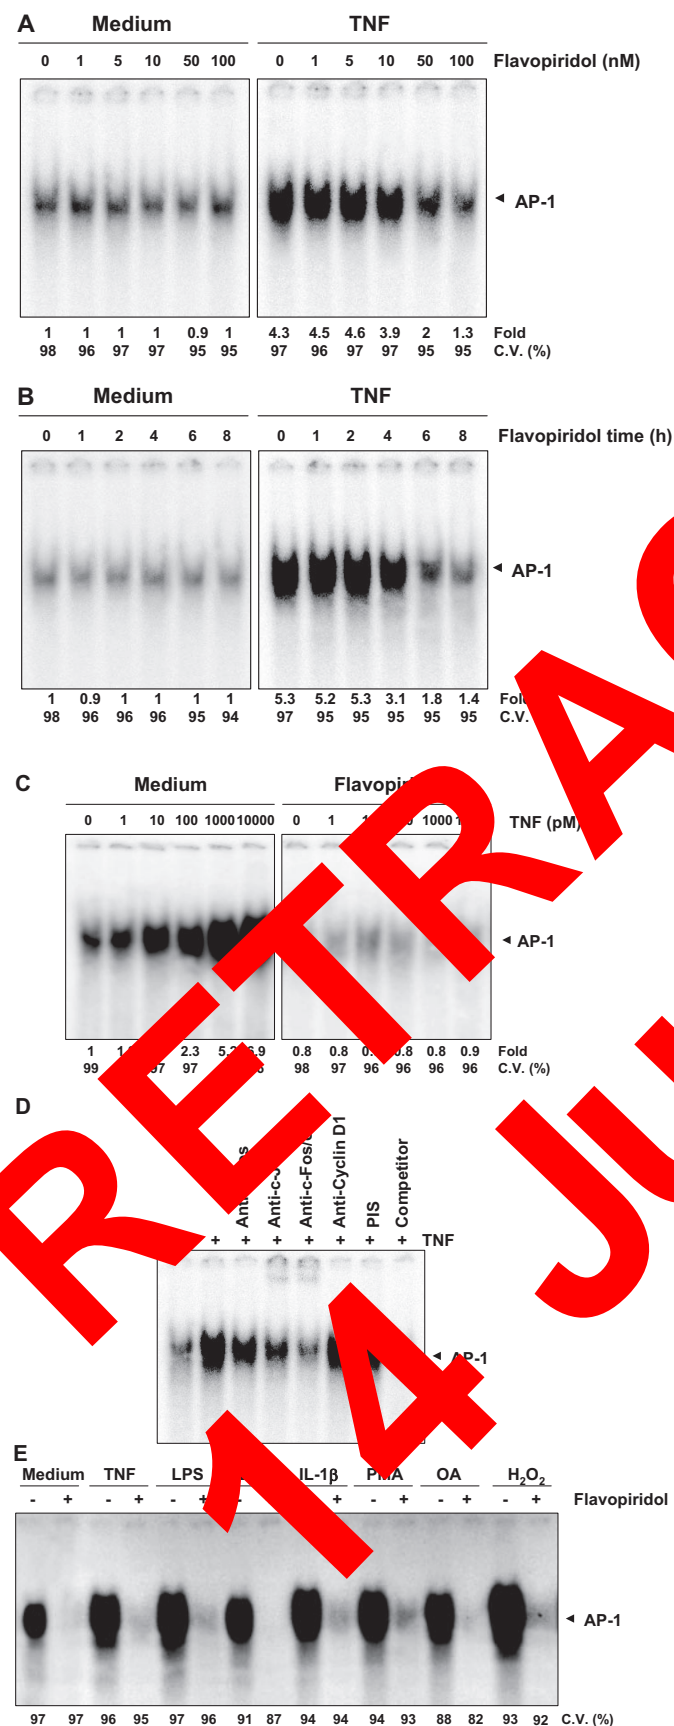 A Medium TNF
0 1 5 10 50 100 0 1 5 10 50 100 Flavopiridol (nM)
AP-1
1 1 1 1 0.9 1 4.3 4.5 4.6 3.9 2 1.3 Fold
98 96 97 97 95 95 97 96 97 97 95 95 C.V. (%)
B Medium TNF
0 1 2 4 6 8 0 1 2 4 6 8 Flavopiridol time (h)
AP-1
1 0.9 1 1 1 1 5.3 5.2 5.3 3.1 1.8 1.4
98 96 96 96 95 94 97 95 95 95 95 95 C.V.
C Medium
0 1 10 100 1000 10000 0 1 1000 TNF (pM)
AP-1
1 2.3 0.8 0.8 0.8 0.8 0.9 Fold
99 97 97 98 97 96 96 96 96 C.V. (%)
D
Anti-Cyclin D1
PIS
Competitor
+ + + + + + + TNF
AP-1
E
Medium TNF LPS IL-1β PMA OA H2O2
- + - + - + - + - + - + - + Flavopiridol
AP-1
97 97 96 95 97 96 91 87 94 94 94 93 88 82 93 92 C.V. (%)
RETRAC
14 JU